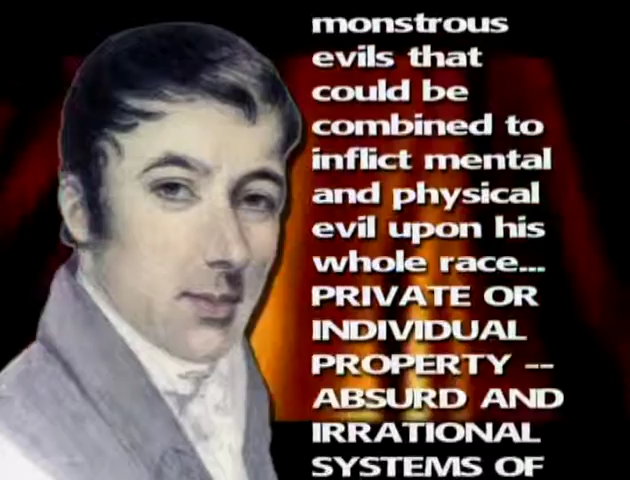 monstrous
evils that
could be
combined to
inflict mental
and physical
evil upon his
whole race...
PRIVATE OR
INDIVIDUAL
PROPERTY --
ABSURD AND
IRRATIONAL
SYSTEMS OF